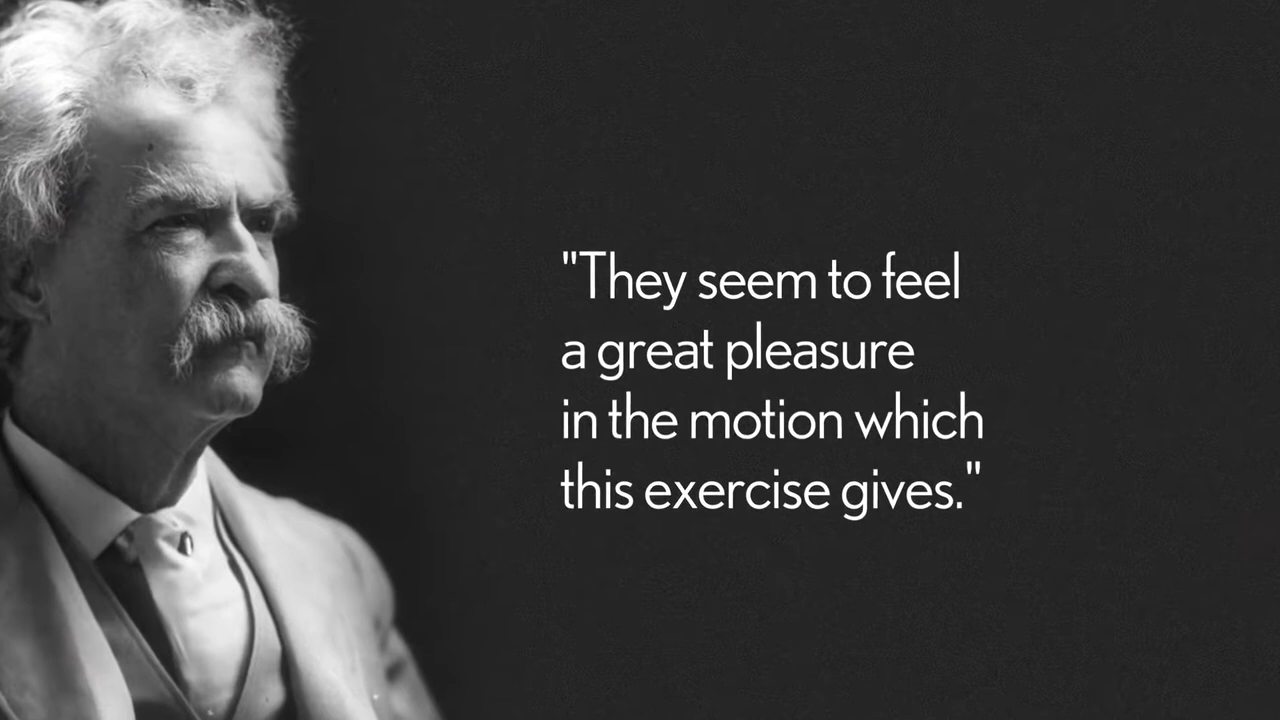 "They seem to feel
a great pleasure
in the motion which
this exercise gives."